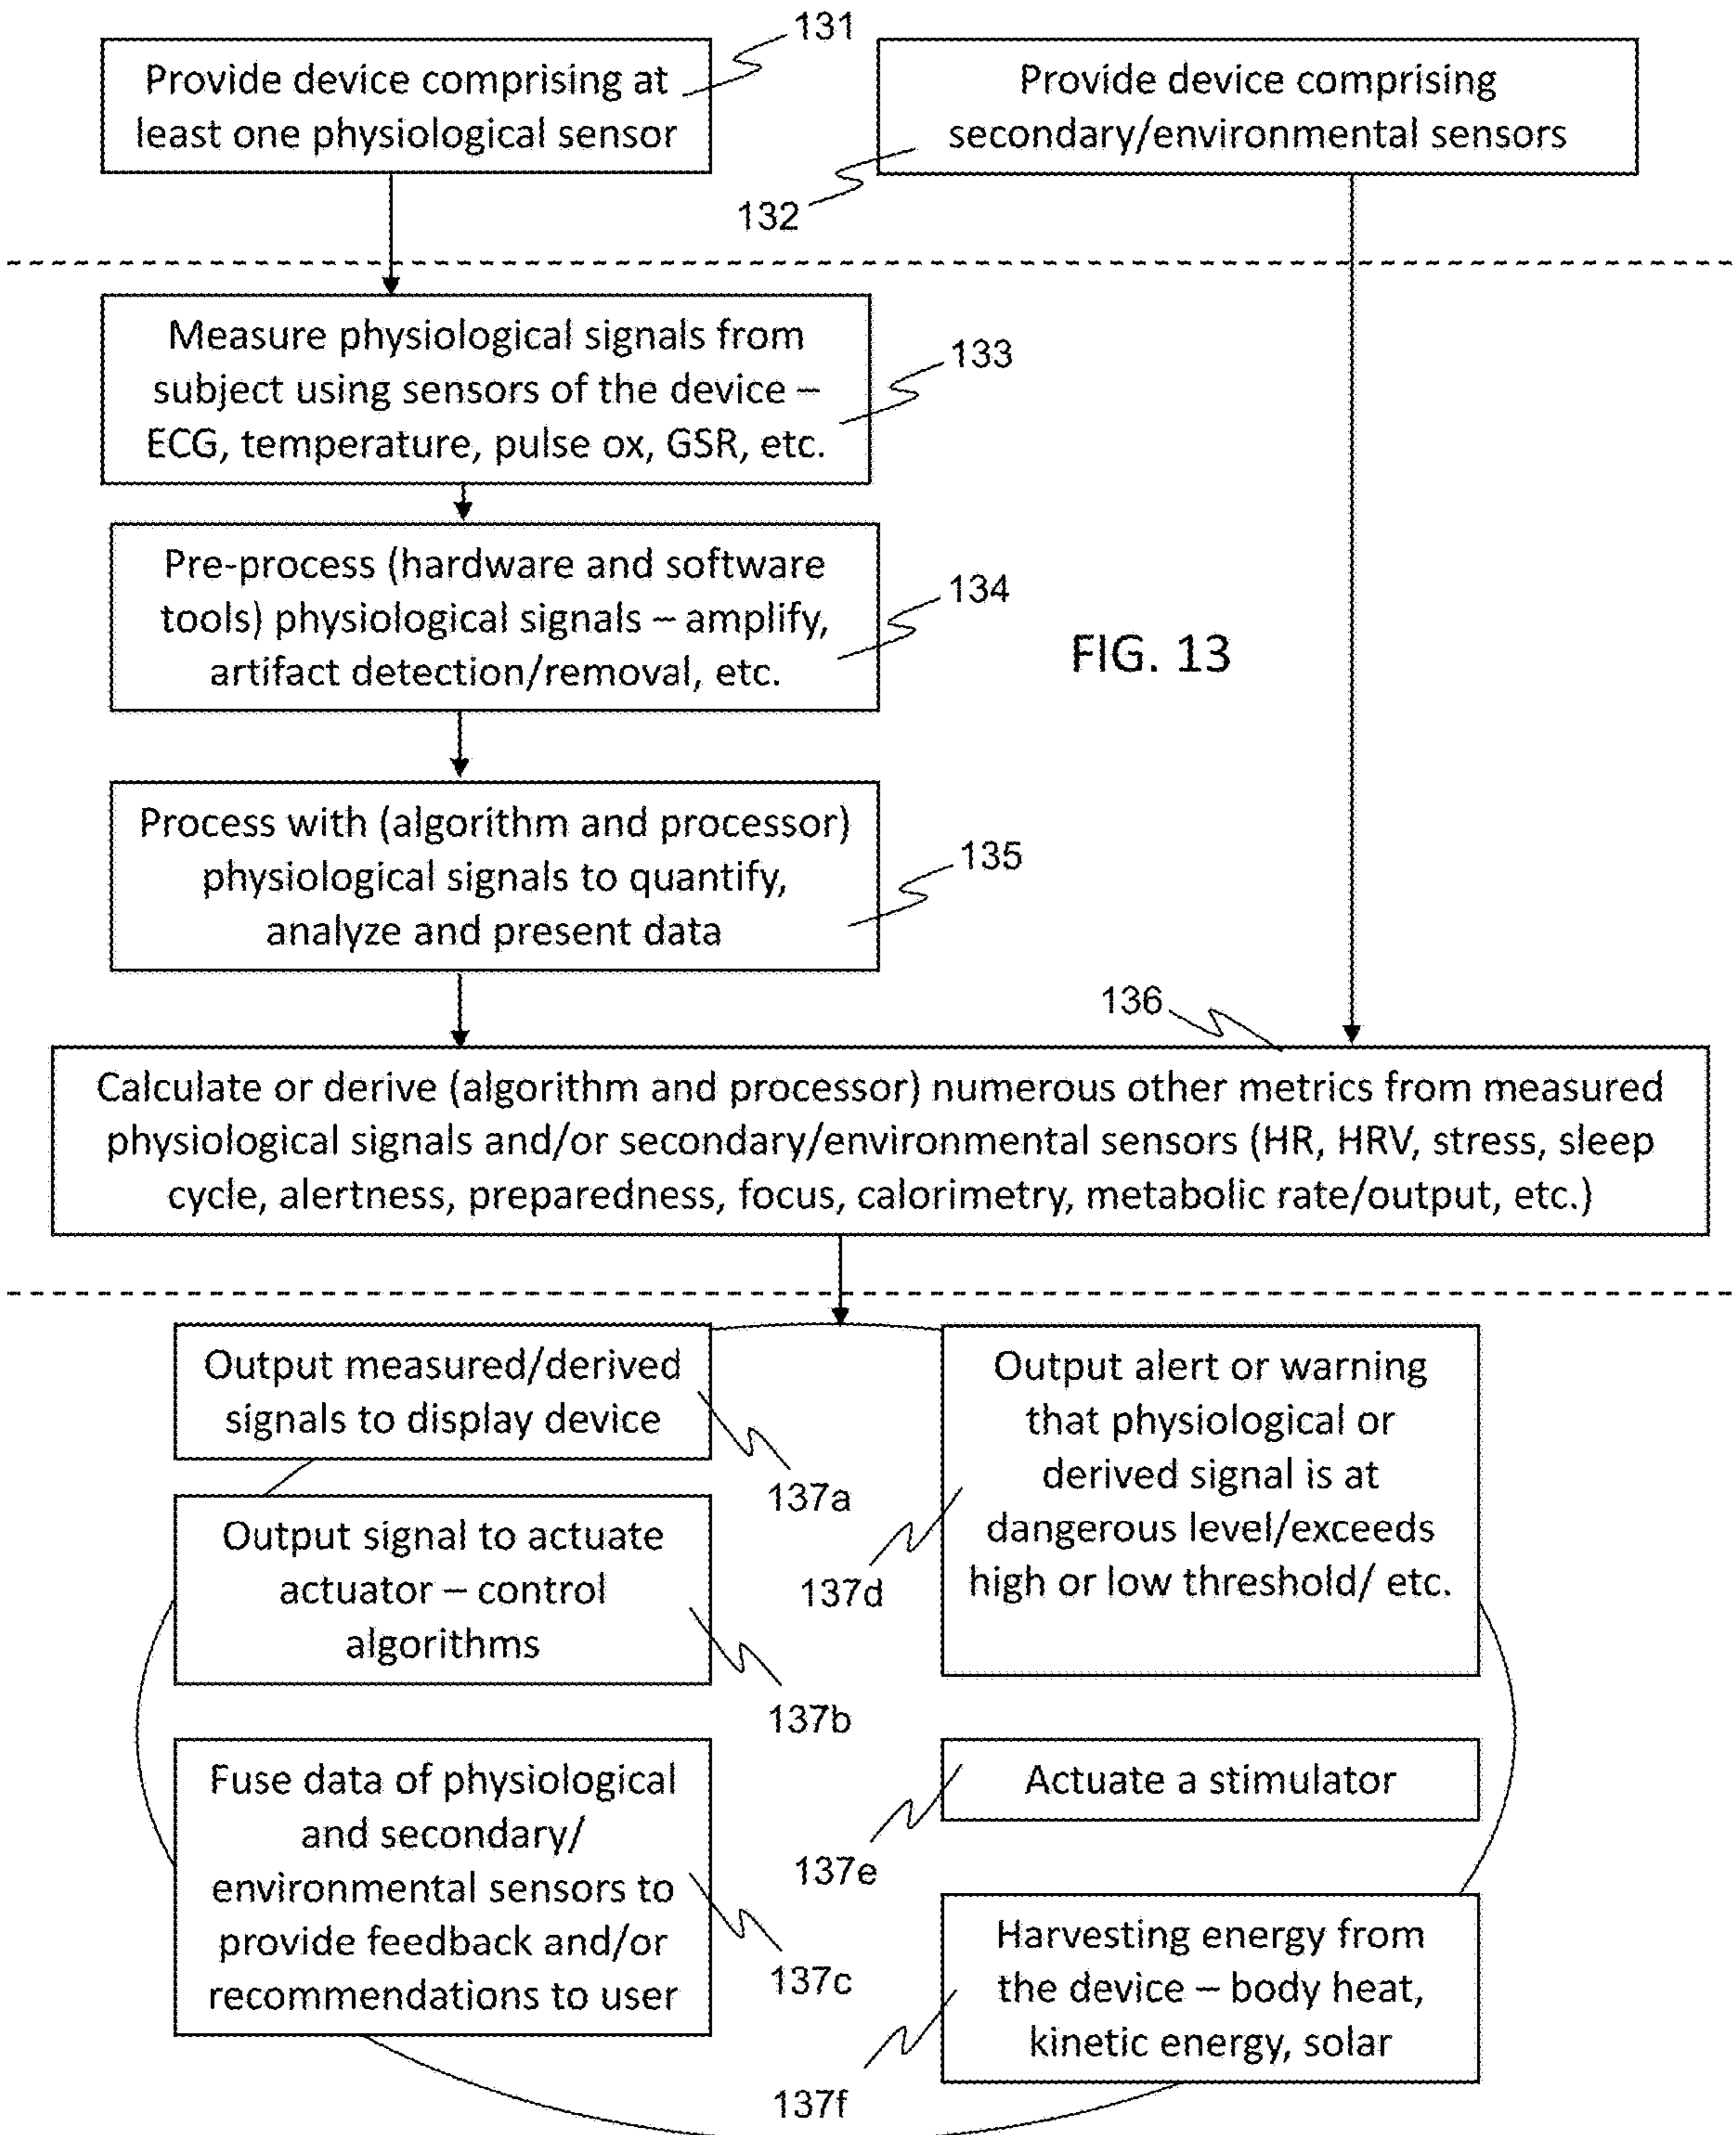 131
Provide device comprising at
least one physiological sensor
Provide device comprising
secondary/environmental sensors
132
Measure physiological signals from
subject using sensors of the device –
ECG, temperature, pulse ox, GSR, etc.
133
Pre-process (hardware and software
tools) physiological signals – amplify,
artifact detection/removal, etc.
134
FIG. 13
Process with (algorithm and processor)
physiological signals to quantify,
analyze and present data
135
136
Calculate or derive (algorithm and processor) numerous other metrics from measured
physiological signals and/or secondary/environmental sensors (HR, HRV, stress, sleep
cycle, alertness, preparedness, focus, calorimetry, metabolic rate/output, etc.)
Output measured/derived
signals to display device
137a
Output signal to actuate
actuator – control
algorithms
137b
Fuse data of physiological
and secondary/
environmental sensors to
provide feedback and/or
recommendations to user
137c
Output alert or warning
that physiological or
derived signal is at
dangerous level/exceeds
high or low threshold/ etc.
137d
Actuate a stimulator
137e
Harvesting energy from
the device – body heat,
kinetic energy, solar
137f